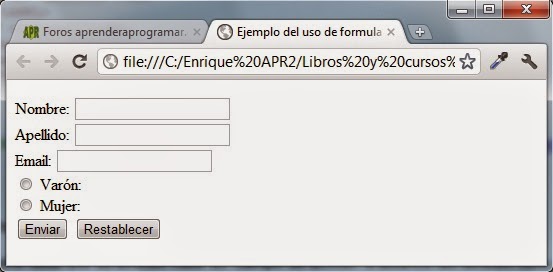 APR Foros aprenderaprogramar.
Ejemplo del uso de formula
file:///C:/Enrique%20APR2/Libros%20y%20cursos%
Nombre:
Apellido:
Email:
Varón:
Mujer:
Enviar Restablecer